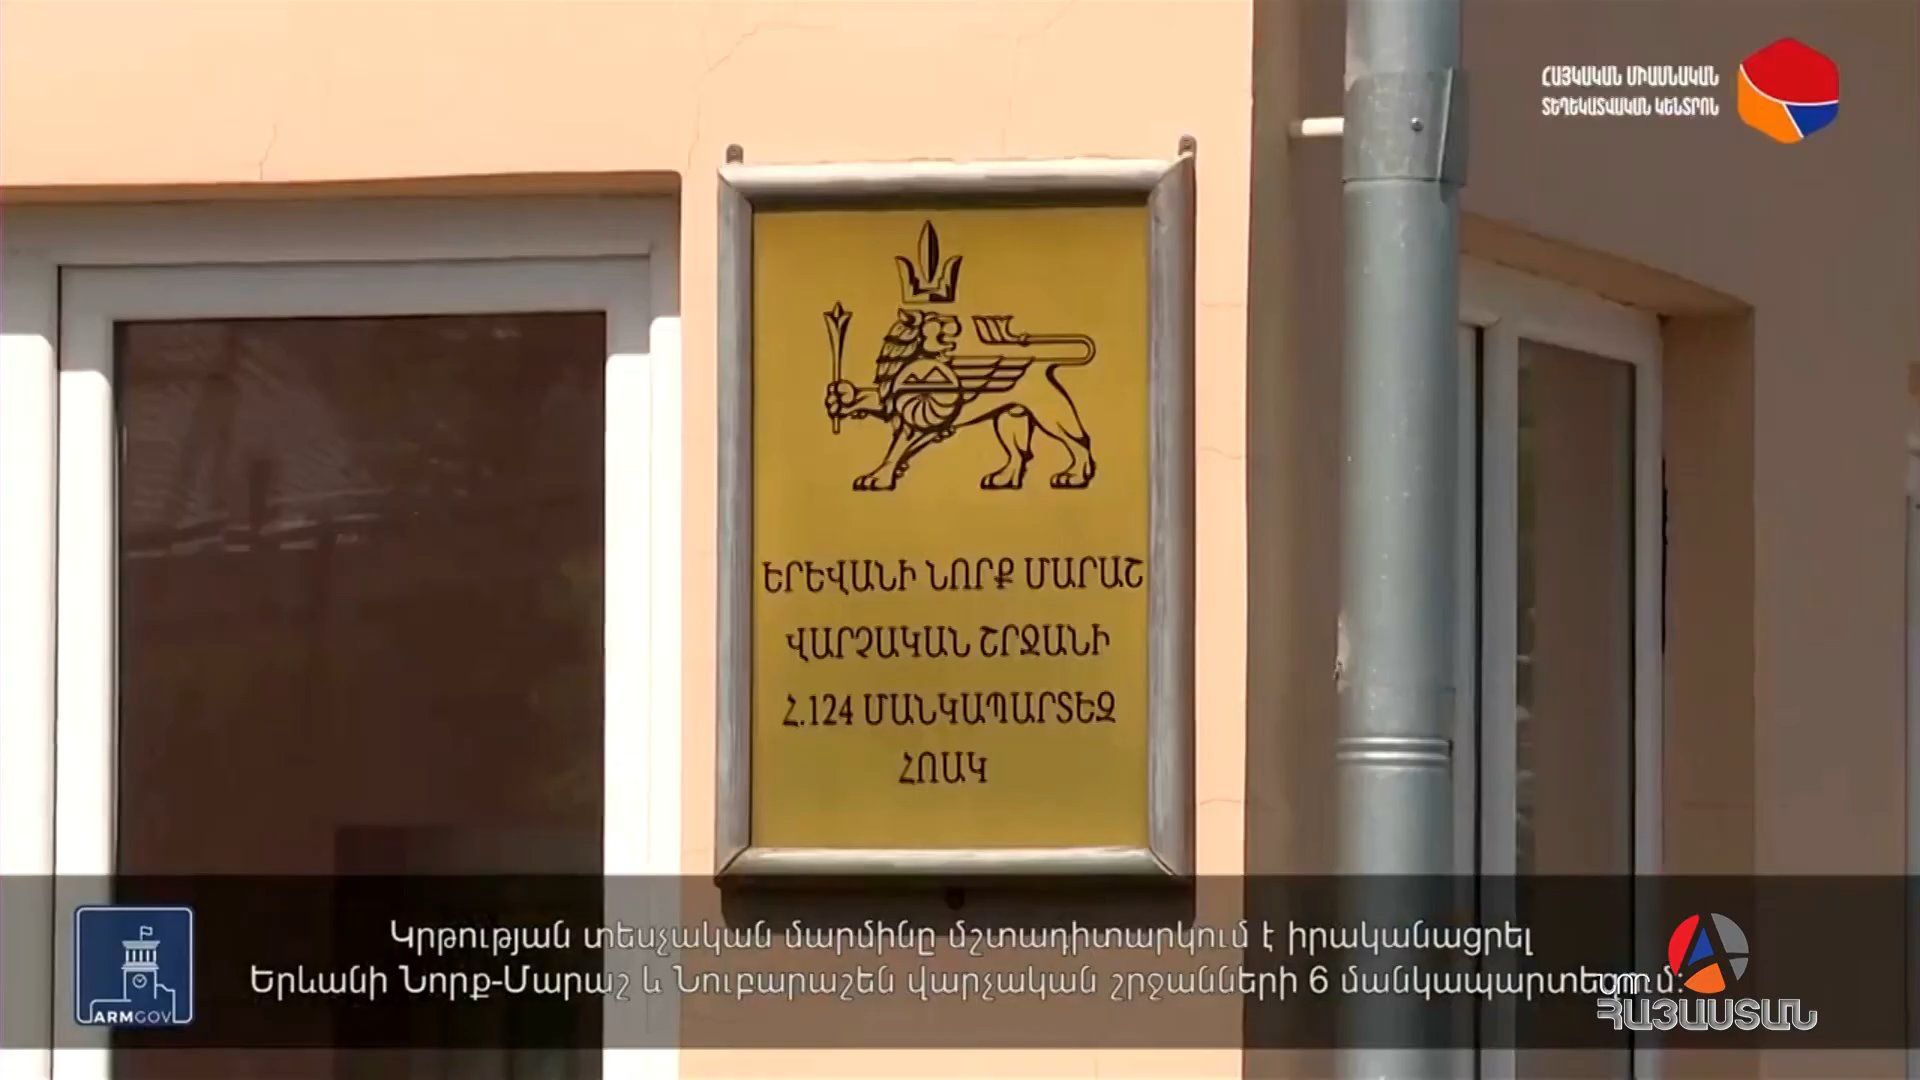 ՀԱՅԿԱԿԱՆ ՄԻԱՍՆԱԿԱՆ
ՏԵՂԵԿԱՏՎԱԿԱՆ ԿԵՆՏՐՈՆ
ԵՐԵՎԱՆԻ ՆՈՐՔ ՄԱՐԱՇ
ՎԱՐՉԱԿԱՆ ՇՐՋԱՆԻ
Հ.124 ՄԱՆԿԱՊԱՐՏԵԶ
ՀՈԱԿ
Կրթության տեսչական մարմինը մշտադիտարկում է իրականացրել
Երևանի Նորք-Մարաշ և Նուբարաշեն վարչական շրջանների 6 մանկապարտեզում:
ARMGOV
ՀԱՅԱՍՏԱՆ